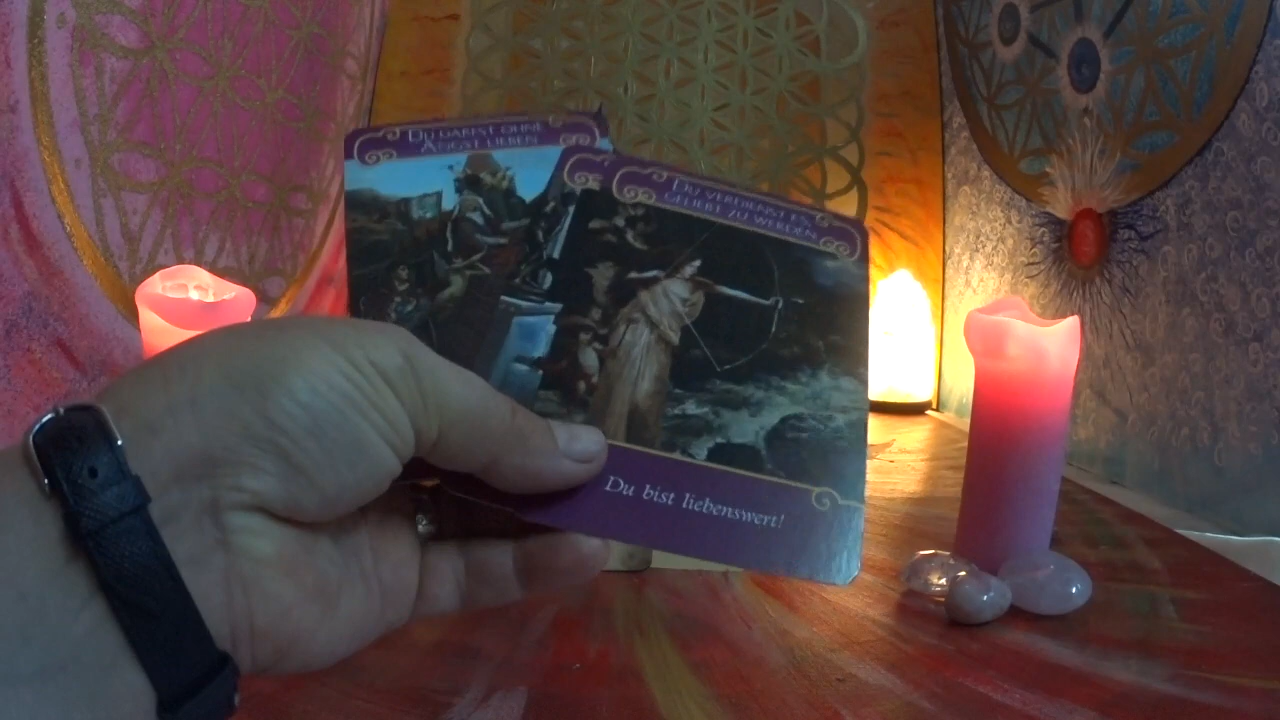 DU DARFST OHNE
ANGST LIEBEN
DU VERDIENST ES,
GELIEBT ZU WERDEN
Du bist liebenswert!